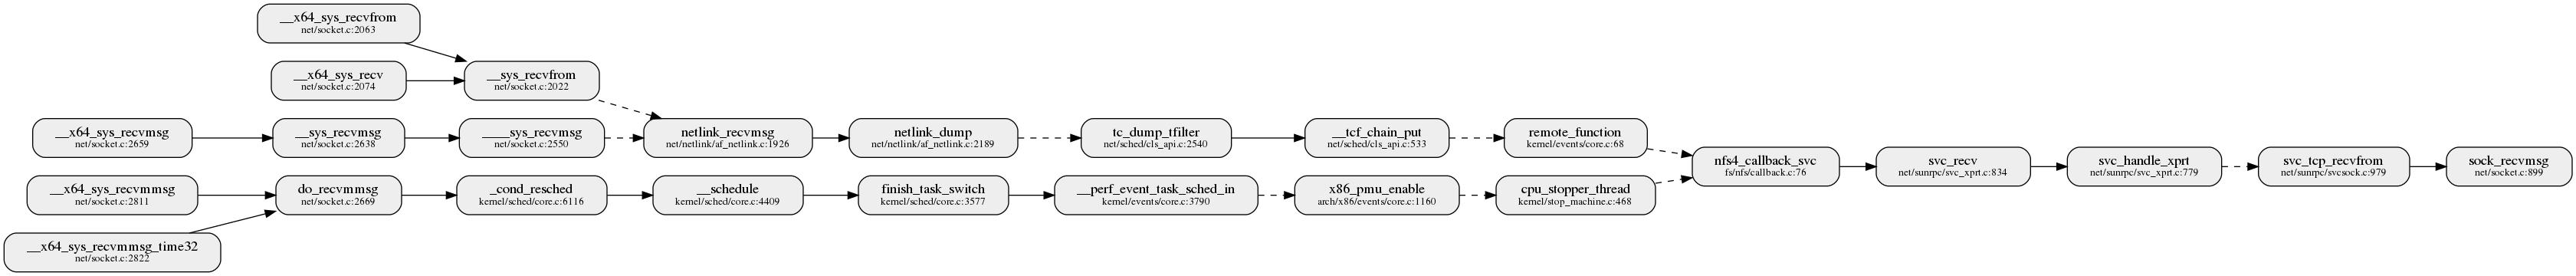 __x64_sys_recvfrom
net/socket.c:2063
__x64_sys_recv
net/socket.c:2074
__sys_recvfrom
net/socket.c:2022
__x64_sys_recvmsg
net/socket.c:2659
__sys_recvmsg
net/socket.c:2638
____sys_recvmsg
net/socket.c:2550
netlink_recvmsg
net/netlink/af_netlink.c:1926
netlink_dump
net/netlink/af_netlink.c:2189
tc_dump_tfilter
net/sched/cls_api.c:2540
__tcf_chain_put
net/sched/cls_api.c:533
remote_function
kernel/events/core.c:68
__x64_sys_recvmmsg
net/socket.c:2811
do_recvmmsg
net/socket.c:2669
_cond_resched
kernel/sched/core.c:6116
__schedule
kernel/sched/core.c:4409
finish_task_switch
kernel/sched/core.c:3577
__perf_event_task_sched_in
kernel/events/core.c:3790
x86_pmu_enable
arch/x86/events/core.c:1160
cpu_stopper_thread
kernel/stop_machine.c:468
nfs4_callback_svc
fs/nfs/callback.c:76
svc_recv
net/sunrpc/svc_xprt.c:834
svc_handle_xprt
net/sunrpc/svc_xprt.c:779
svc_tcp_recvfrom
net/sunrpc/svcsock.c:979
sock_recvmsg
net/socket.c:899
__x64_sys_recvmmsg_time32
net/socket.c:2822